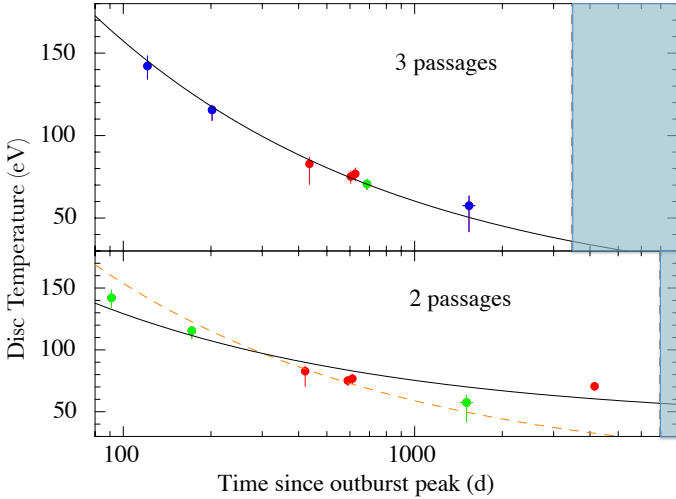 3 passages
150
100
50
2 passages
150
100
50
100
1000
Disc Temperature (eV)
Time since outburst peak (d)